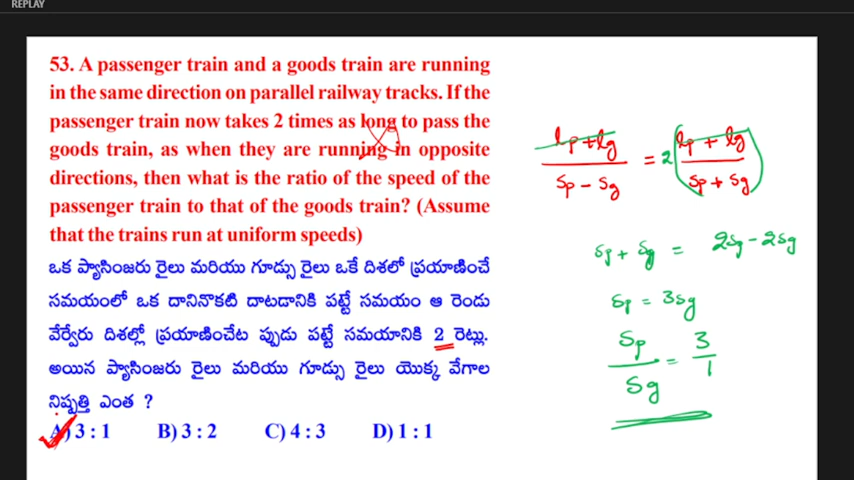 REPLAY
53. A passenger train and a goods train are running
in the same direction on parallel railway tracks. If the
passenger train now takes 2 times as long to pass the
goods train, as when they are running in opposite
directions, then what is the ratio of the speed of the
passenger train to that of the goods train? (Assume
that the trains run at uniform speeds)
ఒక ప్యాసింజరు రైలు మరియు గూడ్సు రైలు ఒకే దిశలో ప్రయాణించే
సమయంలో ఒక దానినొకటి దాటడానికి పట్టే సమయం ఆ రెండు
వేర్వేరు దిశల్లో ప్రయాణించేట ప్పుడు పట్టే సమయానికి 2 రెట్లు.
అయిన ప్యాసింజరు రైలు మరియు గూడ్సు రైలు యొక్క వేగాల
నిష్పత్తి ఎంత ?
A) 3 : 1 B) 3 : 2 C) 4 : 3 D) 1 : 1
lp + lg / Sp - Sg = 2 (lp + lg / Sp + Sg)
Sp + Sg = 2Sg - 2Sg
Sp = 3Sg
Sp / Sg = 3 / 1